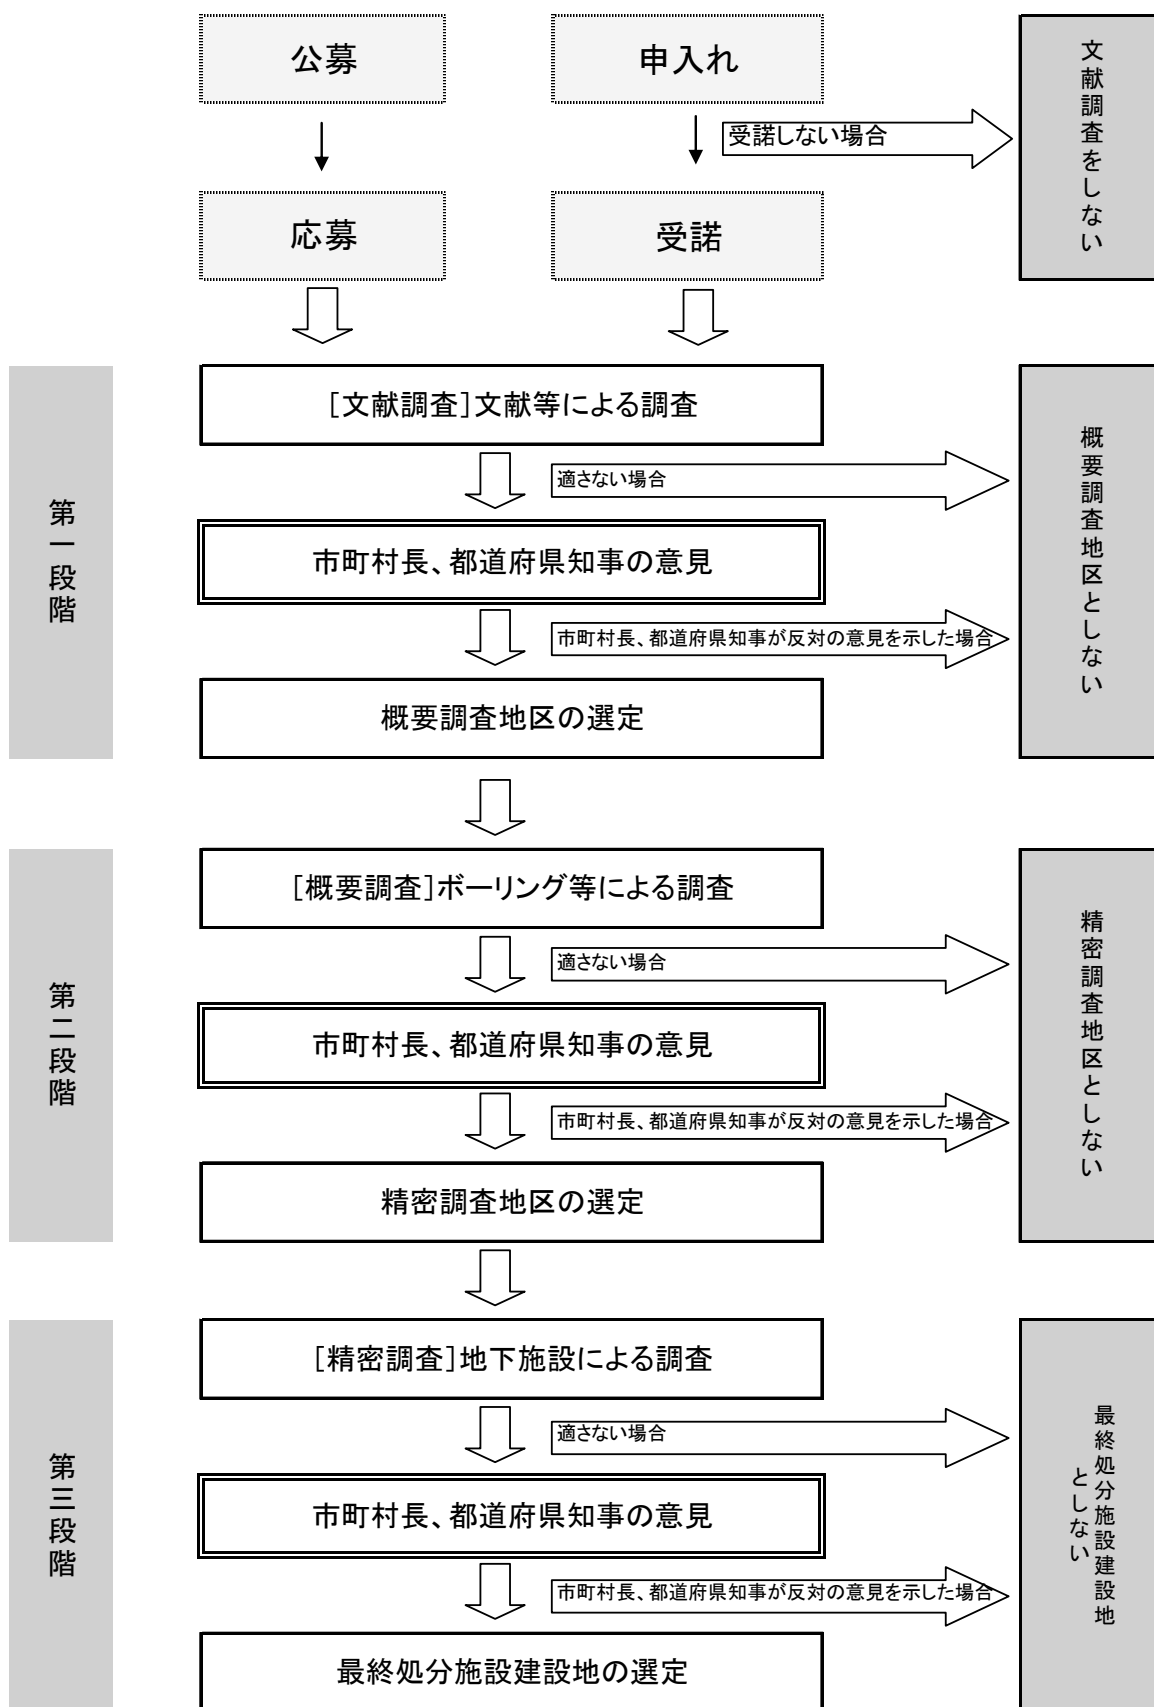 公募
申入れ
受諾しない場合
文献調査をしない
応募
受諾
第一段階
[文献調査]文献等による調査
適さない場合
市町村長、都道府県知事の意見
市町村長、都道府県知事が反対の意見を示した場合
概要調査地区の選定
概要調査地区としない
第二段階
[概要調査]ボーリング等による調査
適さない場合
市町村長、都道府県知事の意見
市町村長、都道府県知事が反対の意見を示した場合
精密調査地区の選定
精密調査地区としない
第三段階
[精密調査]地下施設による調査
適さない場合
市町村長、都道府県知事の意見
市町村長、都道府県知事が反対の意見を示した場合
最終処分施設建設地の選定
最終処分施設建設地
としない